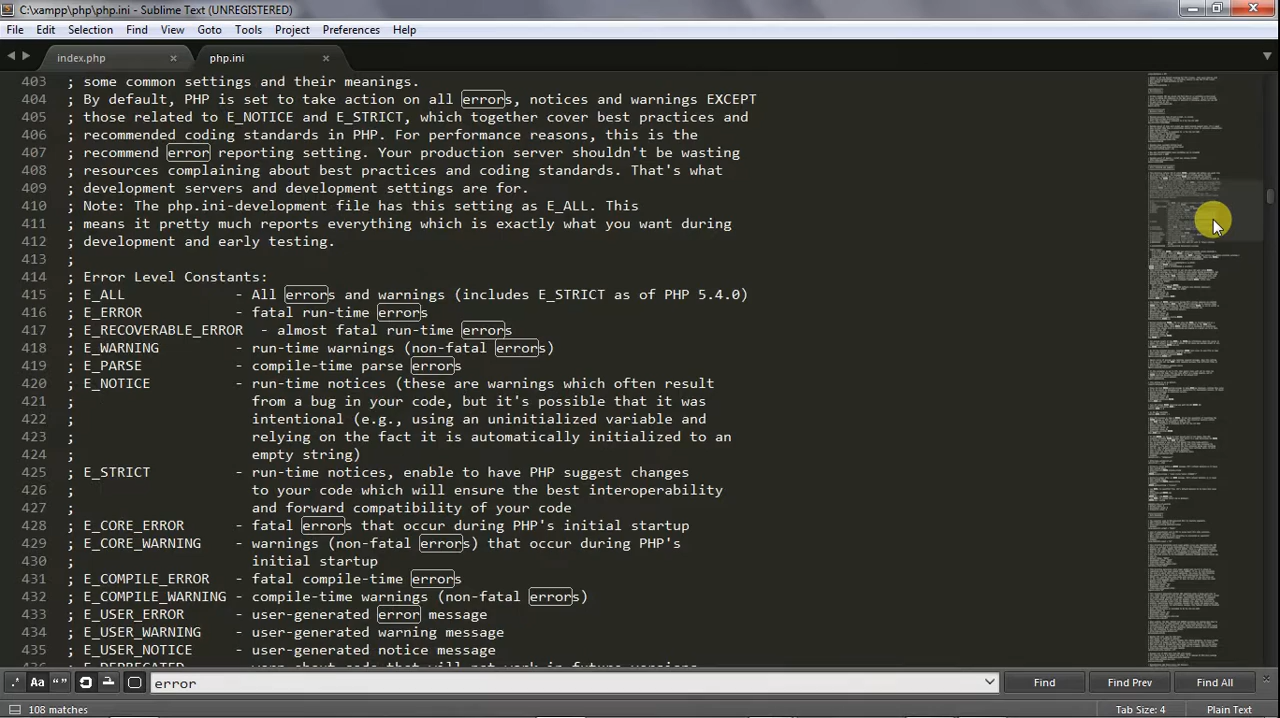 C:\xampp\php\php.ini - Sublime Text (UNREGISTERED)
File Edit Selection Find View Goto Tools Project Preferences Help
index.php php.ini
403 ; some common settings and their meanings.
404 ; By default, PHP is set to take action on all errors, notices and warnings EXCEPT
405 ; those related to E_NOTICE and E_STRICT, which together cover best practices and
406 ; recommended coding standards in PHP. For performance reasons, this is the
407 ; recommend error reporting setting. Your production server shouldn't be wasting
408 ; resources complaining about best practices and coding standards. That's what
409 ; development servers and development settings are for.
410 ; Note: The php.ini-development file has this setting as E_ALL. This
411 ; means it pretty much reports everything which is exactly what you want during
412 ; development and early testing.
413 ;
414 ; Error Level Constants:
415 ; E_ALL - All errors and warnings (includes E_STRICT as of PHP 5.4.0)
416 ; E_ERROR - fatal run-time errors
417 ; E_RECOVERABLE_ERROR - almost fatal run-time errors
418 ; E_WARNING - run-time warnings (non-fatal errors)
419 ; E_PARSE - compile-time parse errors
420 ; E_NOTICE - run-time notices (these are warnings which often result
421 ; from a bug in your code, but it's possible that it was
422 ; intentional (e.g., using an uninitialized variable and
423 ; relying on the fact it is automatically initialized to an
424 ; empty string)
425 ; E_STRICT - run-time notices, enable to have PHP suggest changes
426 ; to your code which will ensure the best interoperability
427 ; and forward compatibility of your code
428 ; E_CORE_ERROR - fatal errors that occur during PHP's initial startup
429 ; E_CORE_WARNING - warnings (non-fatal errors) that occur during PHP's
430 ; initial startup
431 ; E_COMPILE_ERROR - fatal compile-time errors
432 ; E_COMPILE_WARNING - compile-time warnings (non-fatal errors)
433 ; E_USER_ERROR - user-generated error message
434 ; E_USER_WARNING - user-generated warning message
435 ; E_USER_NOTICE - user-generated notice message
436 ; E_DEPRECATED - warn about code that will not work in future versions
.* Aa “” error Find Find Prev Find All
108 matches Tab Size: 4 Plain Text